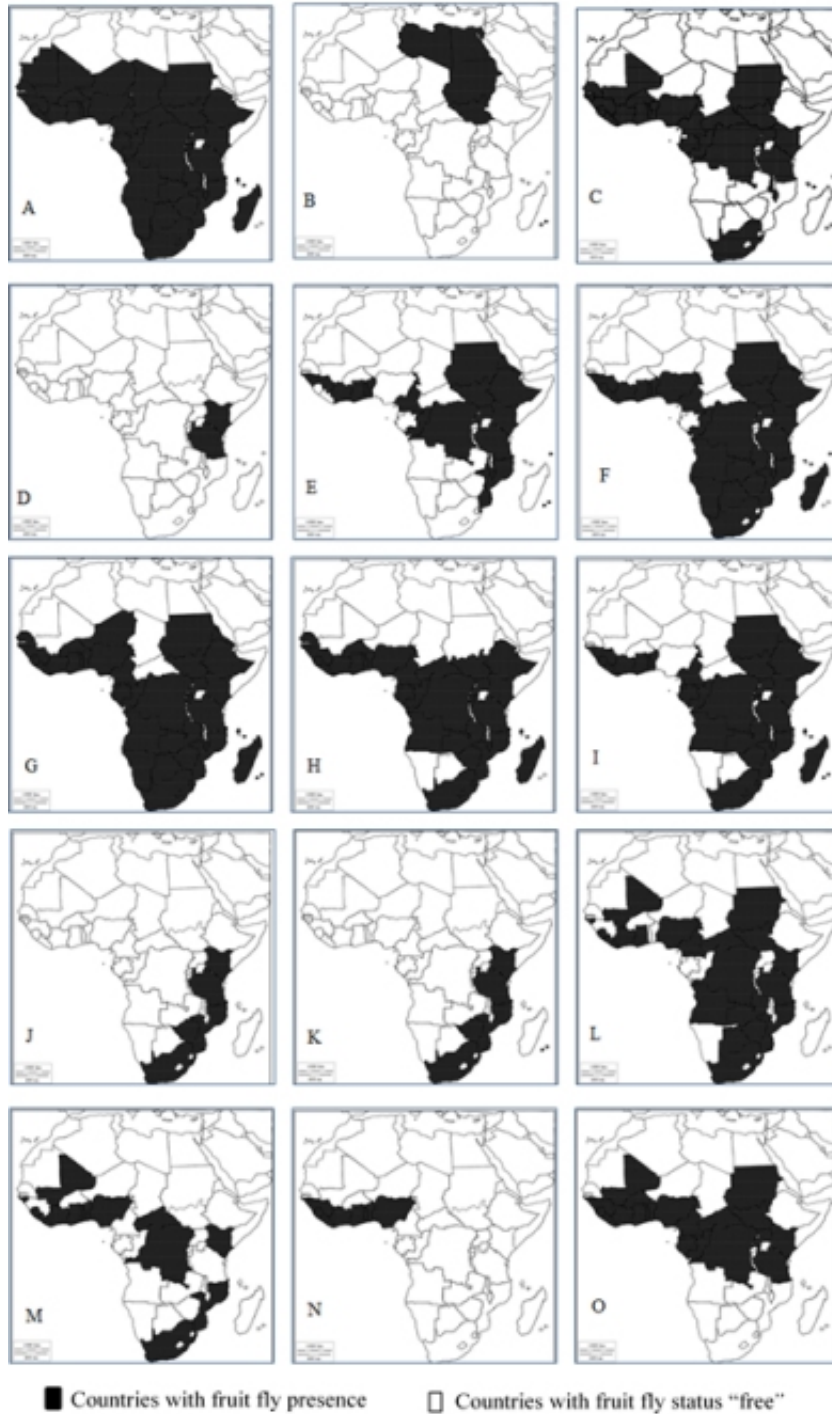 A
B
C
D
E
F
G
H
I
J
K
L
M
N
O
Countries with fruit fly presence
Countries with fruit fly status “free”